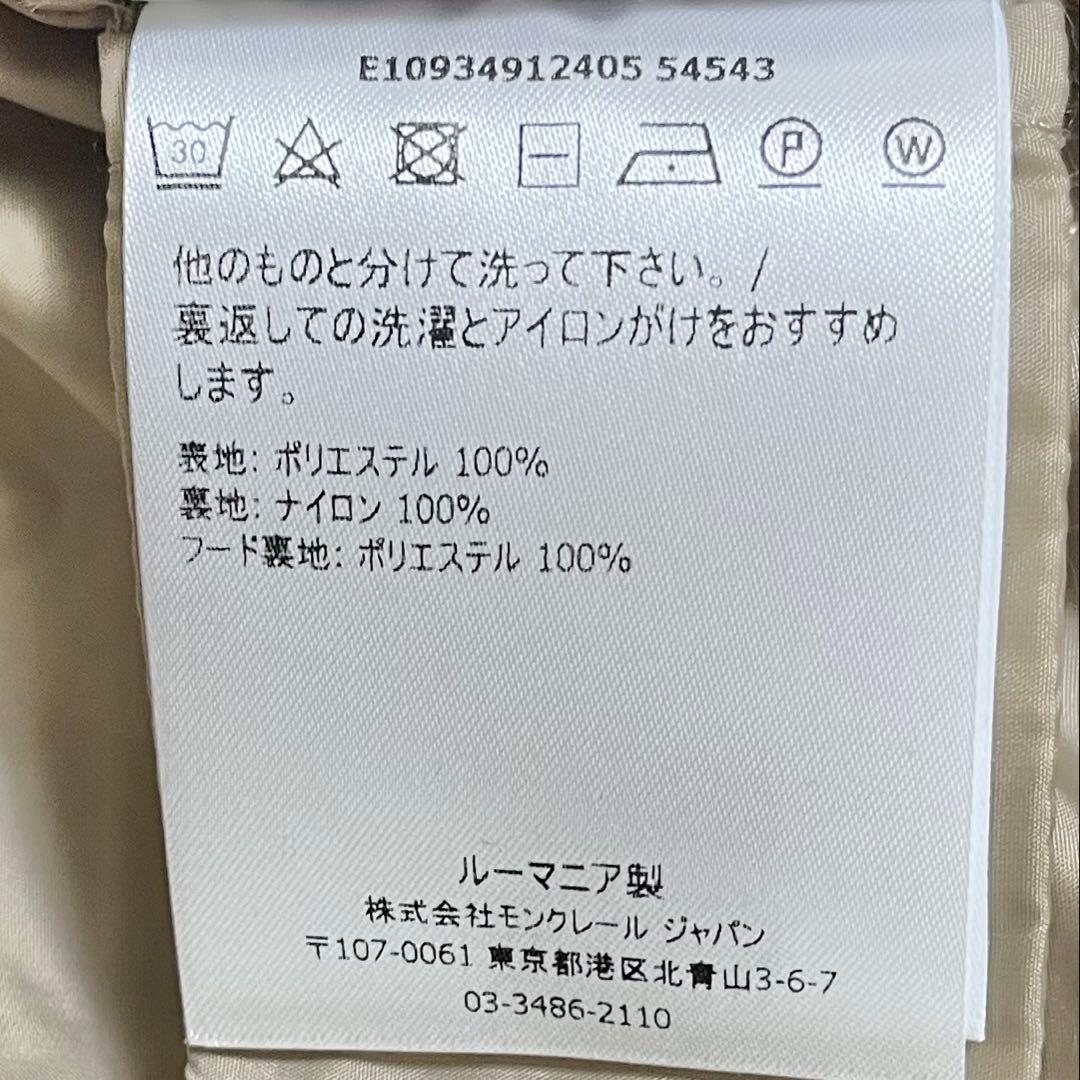 E10934912405 54543
30 P W
他のものと分けて洗って下さい。/
裏返しての洗濯とアイロンがけをおすすめ
します。
表地: ポリエステル 100%
裏地: ナイロン 100%
フード裏地: ポリエステル 100%
ルーマニア製
株式会社モンクレール ジャパン
〒107-0061 東京都港区北青山3-6-7
03-3486-2110